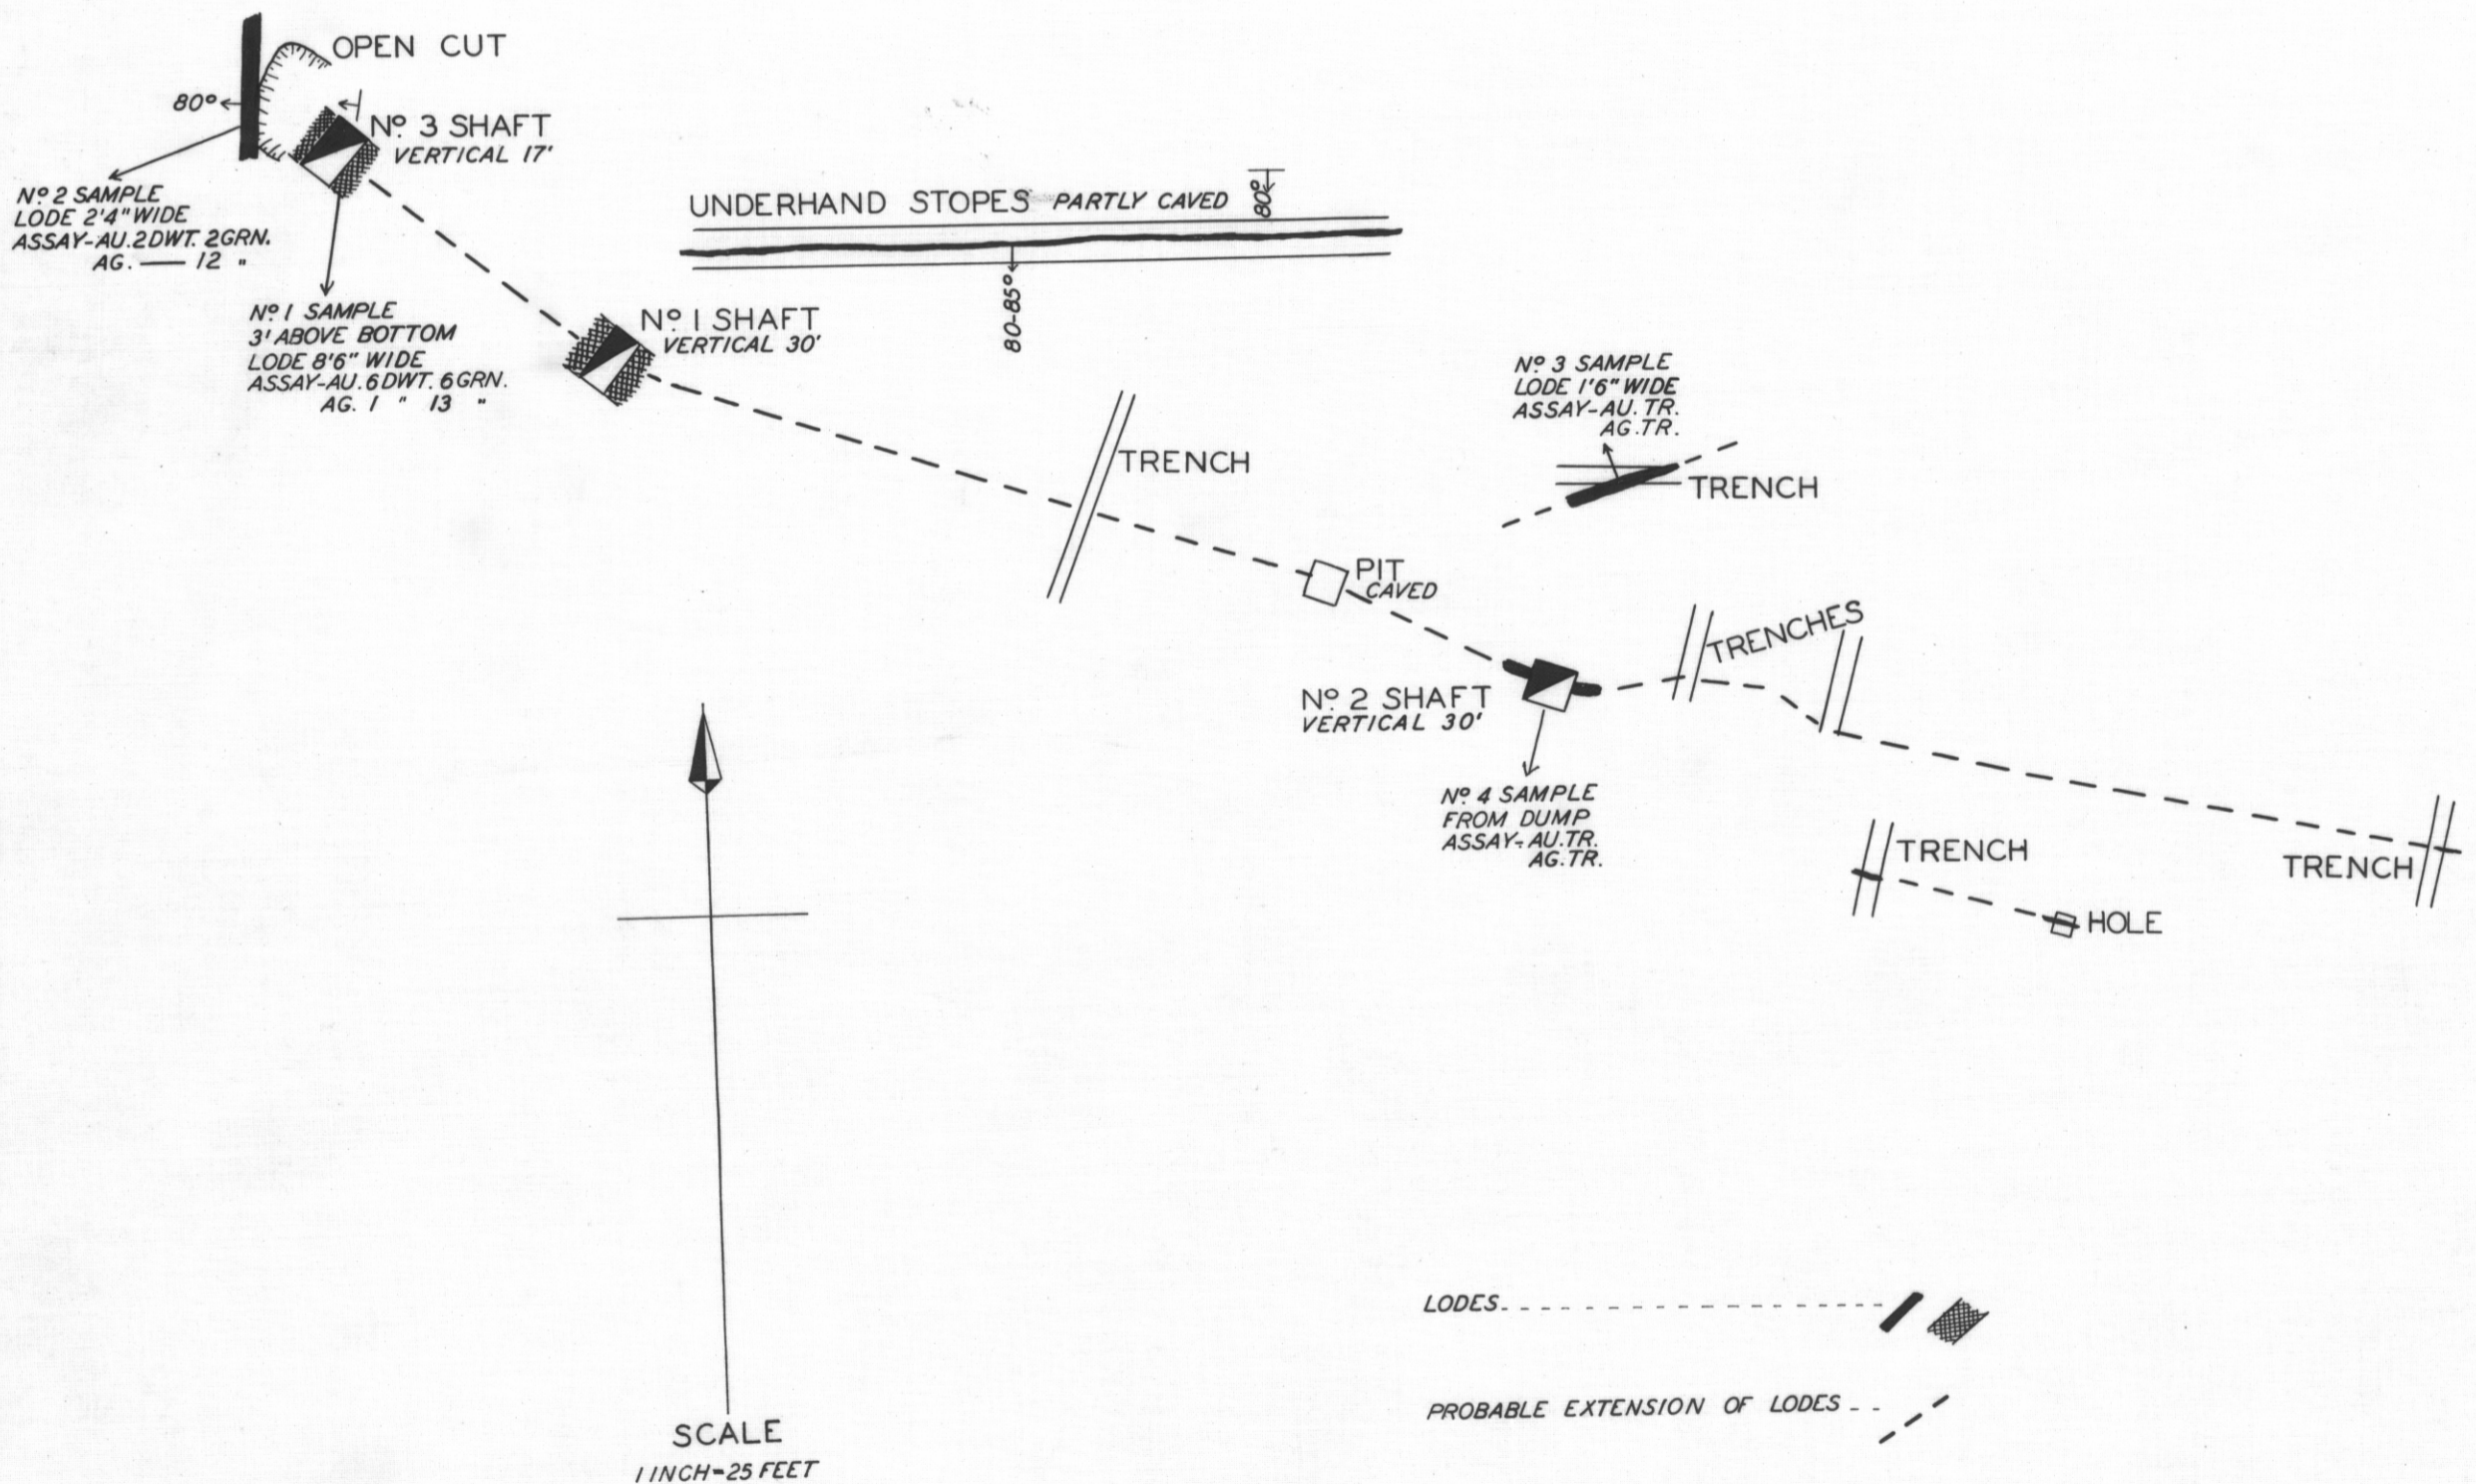 OPEN CUT
80°
Nº 3 SHAFT
VERTICAL 17'
Nº 2 SAMPLE
LODE 2'4" WIDE
ASSAY-AU. 2 DWT. 2 GRN.
AG. — 12 "
Nº 1 SAMPLE
3' ABOVE BOTTOM
LODE 8'6" WIDE
ASSAY-AU. 6 DWT. 6 GRN.
AG. 1 " 13 "
UNDERHAND STOPES PARTLY CAVED
80°
80-85°
Nº 1 SHAFT
VERTICAL 30'
TRENCH
Nº 3 SAMPLE
LODE 1'6" WIDE
ASSAY-AU. TR.
AG. TR.
TRENCH
PIT
CAVED
TRENCHES
Nº 2 SHAFT
VERTICAL 30'
Nº 4 SAMPLE
FROM DUMP
ASSAY-AU. TR.
AG. TR.
TRENCH
HOLE
TRENCH
LODES
PROBABLE EXTENSION OF LODES
SCALE
1 INCH=25 FEET